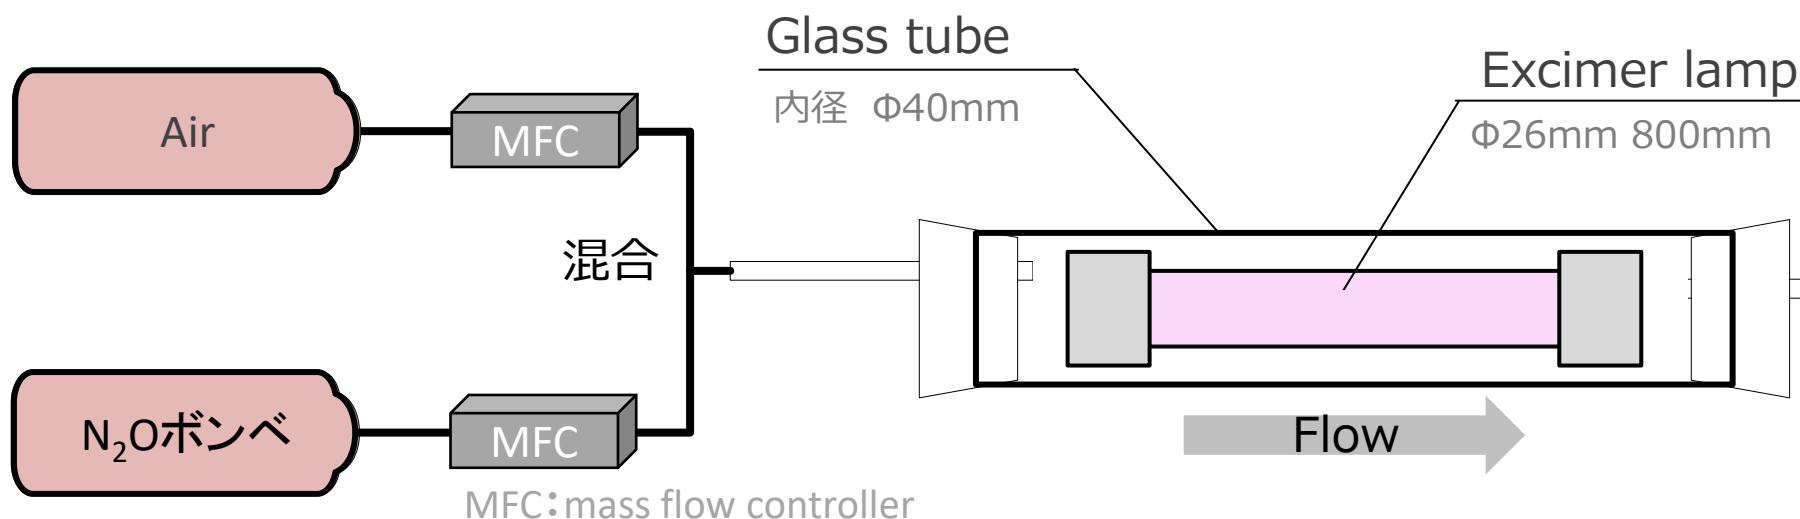 Glass tube
内径 Φ40mm
Excimer lamp
Φ26mm 800mm
Air
MFC
混合
N₂Oボンベ
MFC
Flow
MFC：mass flow controller